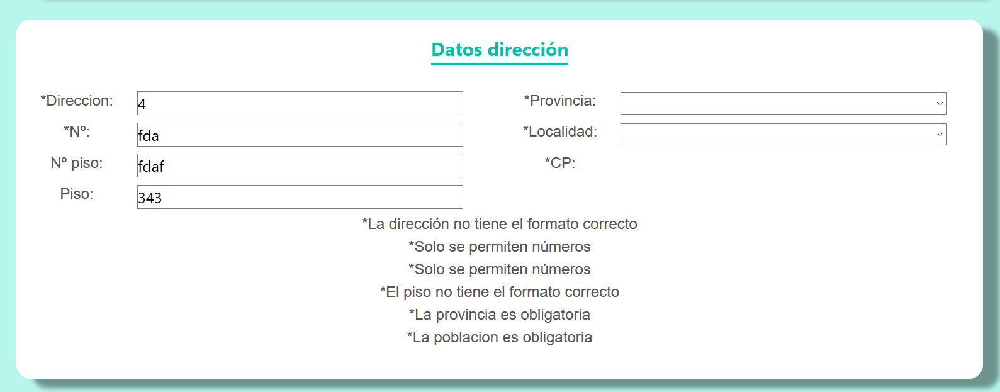 Datos dirección
*Direccion: 4
*Provincia:
*Nº: fda
*Localidad:
Nº piso: fdaf
*CP:
Piso: 343
*La dirección no tiene el formato correcto
*Solo se permiten números
*Solo se permiten números
*El piso no tiene el formato correcto
*La provincia es obligatoria
*La poblacion es obligatoria